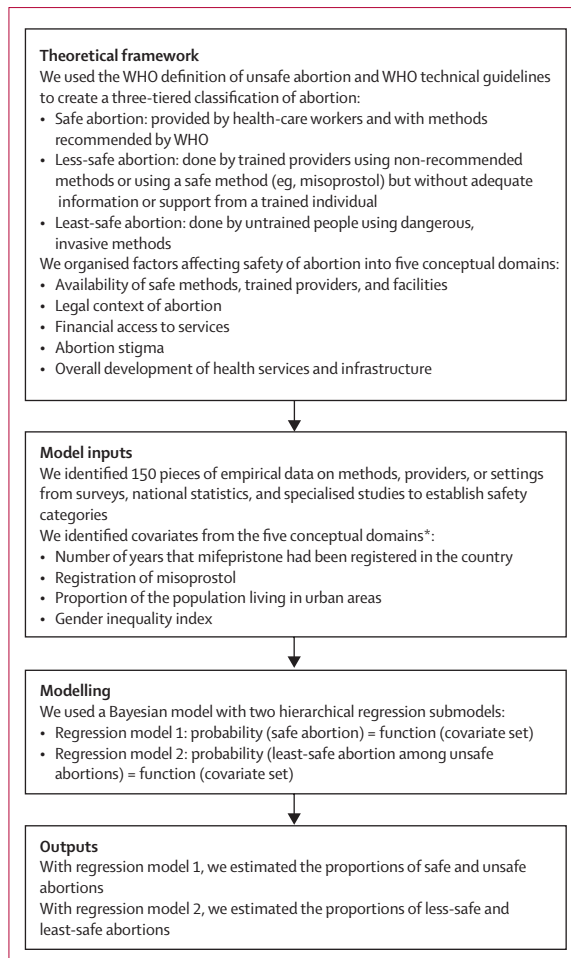 Theoretical framework
We used the WHO definition of unsafe abortion and WHO technical guidelines
to create a three-tiered classification of abortion:
• Safe abortion: provided by health-care workers and with methods
recommended by WHO
• Less-safe abortion: done by trained providers using non-recommended
methods or using a safe method (eg, misoprostol) but without adequate
information or support from a trained individual
• Least-safe abortion: done by untrained people using dangerous,
invasive methods
We organised factors affecting safety of abortion into five conceptual domains:
• Availability of safe methods, trained providers, and facilities
• Legal context of abortion
• Financial access to services
• Abortion stigma
• Overall development of health services and infrastructure
Model inputs
We identified 150 pieces of empirical data on methods, providers, or settings
from surveys, national statistics, and specialised studies to establish safety
categories
We identified covariates from the five conceptual domains*:
• Number of years that mifepristone had been registered in the country
• Registration of misoprostol
• Proportion of the population living in urban areas
• Gender inequality index
Modelling
We used a Bayesian model with two hierarchical regression submodels:
• Regression model 1: probability (safe abortion) = function (covariate set)
• Regression model 2: probability (least-safe abortion among unsafe
abortions) = function (covariate set)
Outputs
With regression model 1, we estimated the proportions of safe and unsafe
abortions
With regression model 2, we estimated the proportions of less-safe and
least-safe abortions